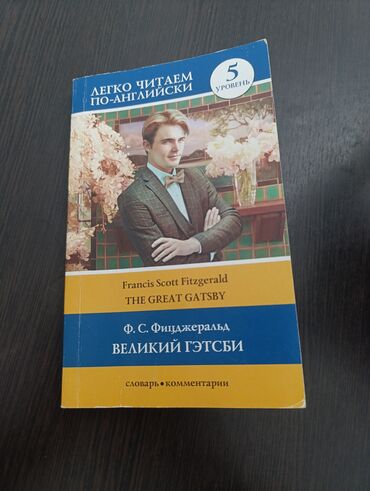 ЛЕГКО ЧИТАЕМ
ПО-АНГЛИЙСКИ
5
УРОВЕНЬ
Francis Scott Fitzgerald
THE GREAT GATSBY
Ф. С. Фицджеральд
ВЕЛИКИЙ ГЭТСБИ
словарь•комментарии